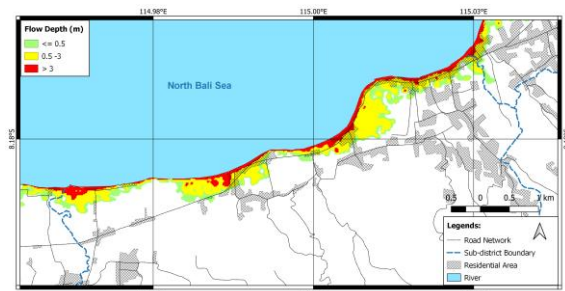 114.98°E
115.00°E
115.03°E
Flow Depth (m)
<= 0.5
0.5 -3
> 3
North Bali Sea
8.18°S
0.5 0 0.5 1 km
Legends:
Road Network
Sub-district Boundary
Residential Area
River